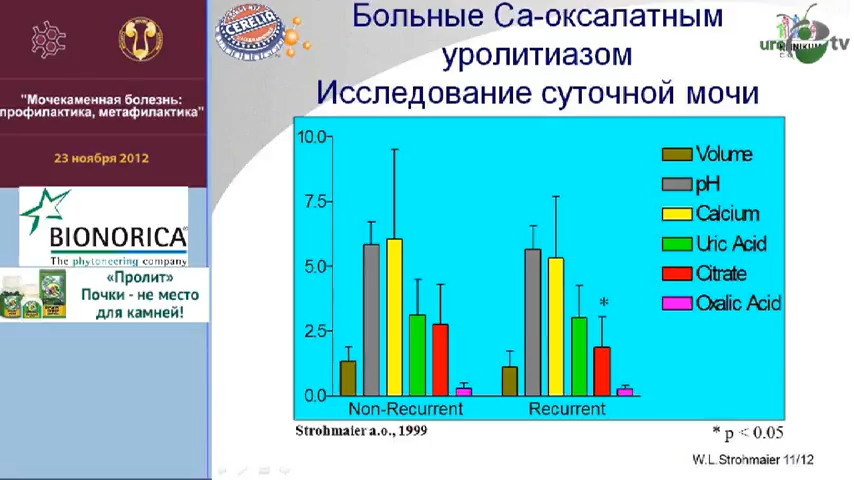 "Мочекаменная болезнь:
профилактика, метафилактика"
23 ноября 2012
BIONORICA®
The phytoneering company
«Пролит»
Почки - не место
для камней!
CERELIA
Больные Са-оксалатным
уролитиазом
Исследование суточной мочи
10.0
7.5
5.0
2.5
0.0
Non-Recurrent
Recurrent
*
Volume
pH
Calcium
Uric Acid
Citrate
Oxalic Acid
Strohmaier a.o., 1999
* p < 0.05
W.L.Strohmaier 11/12